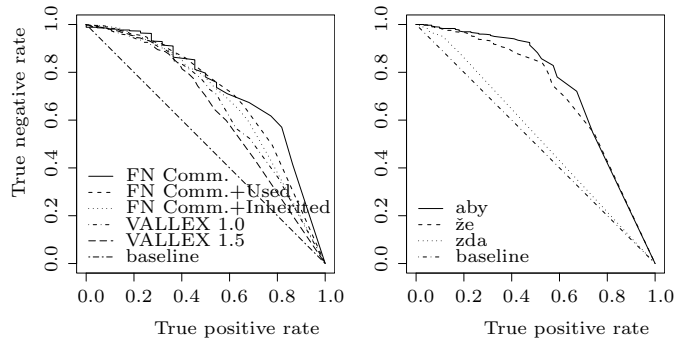 True negative rate
1.0
0.8
0.6
0.4
0.2
0.0
FN Comm.
FN Comm.+Used
FN Comm.+Inherited
VALLEX 1.0
VALLEX 1.5
baseline
0.0 0.2 0.4 0.6 0.8 1.0
True positive rate
1.0
0.8
0.6
0.4
0.2
0.0
aby
že
zda
baseline
0.0 0.2 0.4 0.6 0.8 1.0
True positive rate